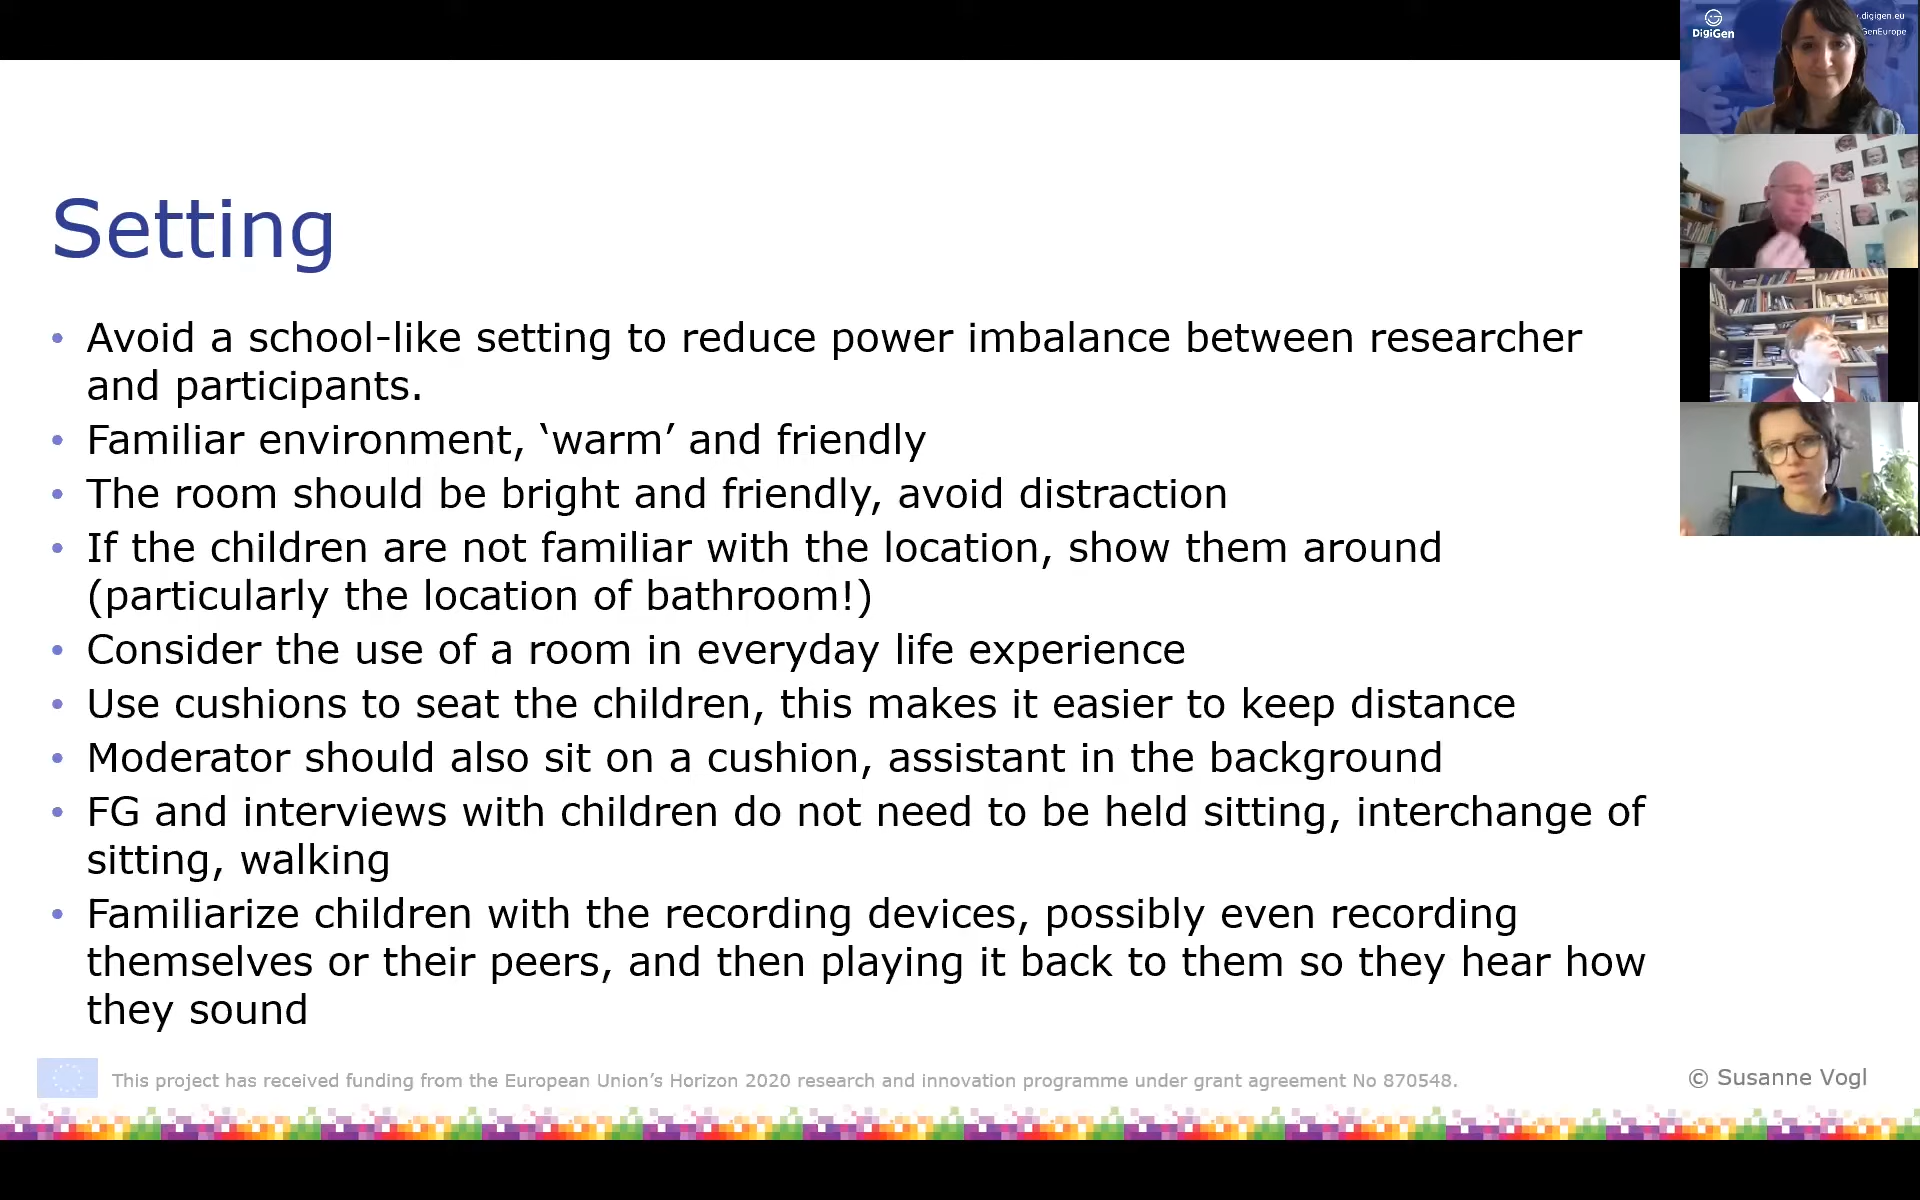 .digigen.eu
DigiGen
GenEurope
Setting
• Avoid a school-like setting to reduce power imbalance between researcher
and participants.
• Familiar environment, ‘warm’ and friendly
• The room should be bright and friendly, avoid distraction
• If the children are not familiar with the location, show them around
(particularly the location of bathroom!)
• Consider the use of a room in everyday life experience
• Use cushions to seat the children, this makes it easier to keep distance
• Moderator should also sit on a cushion, assistant in the background
• FG and interviews with children do not need to be held sitting, interchange of
sitting, walking
• Familiarize children with the recording devices, possibly even recording
themselves or their peers, and then playing it back to them so they hear how
they sound
This project has received funding from the European Union’s Horizon 2020 research and innovation programme under grant agreement No 870548.
© Susanne Vogl